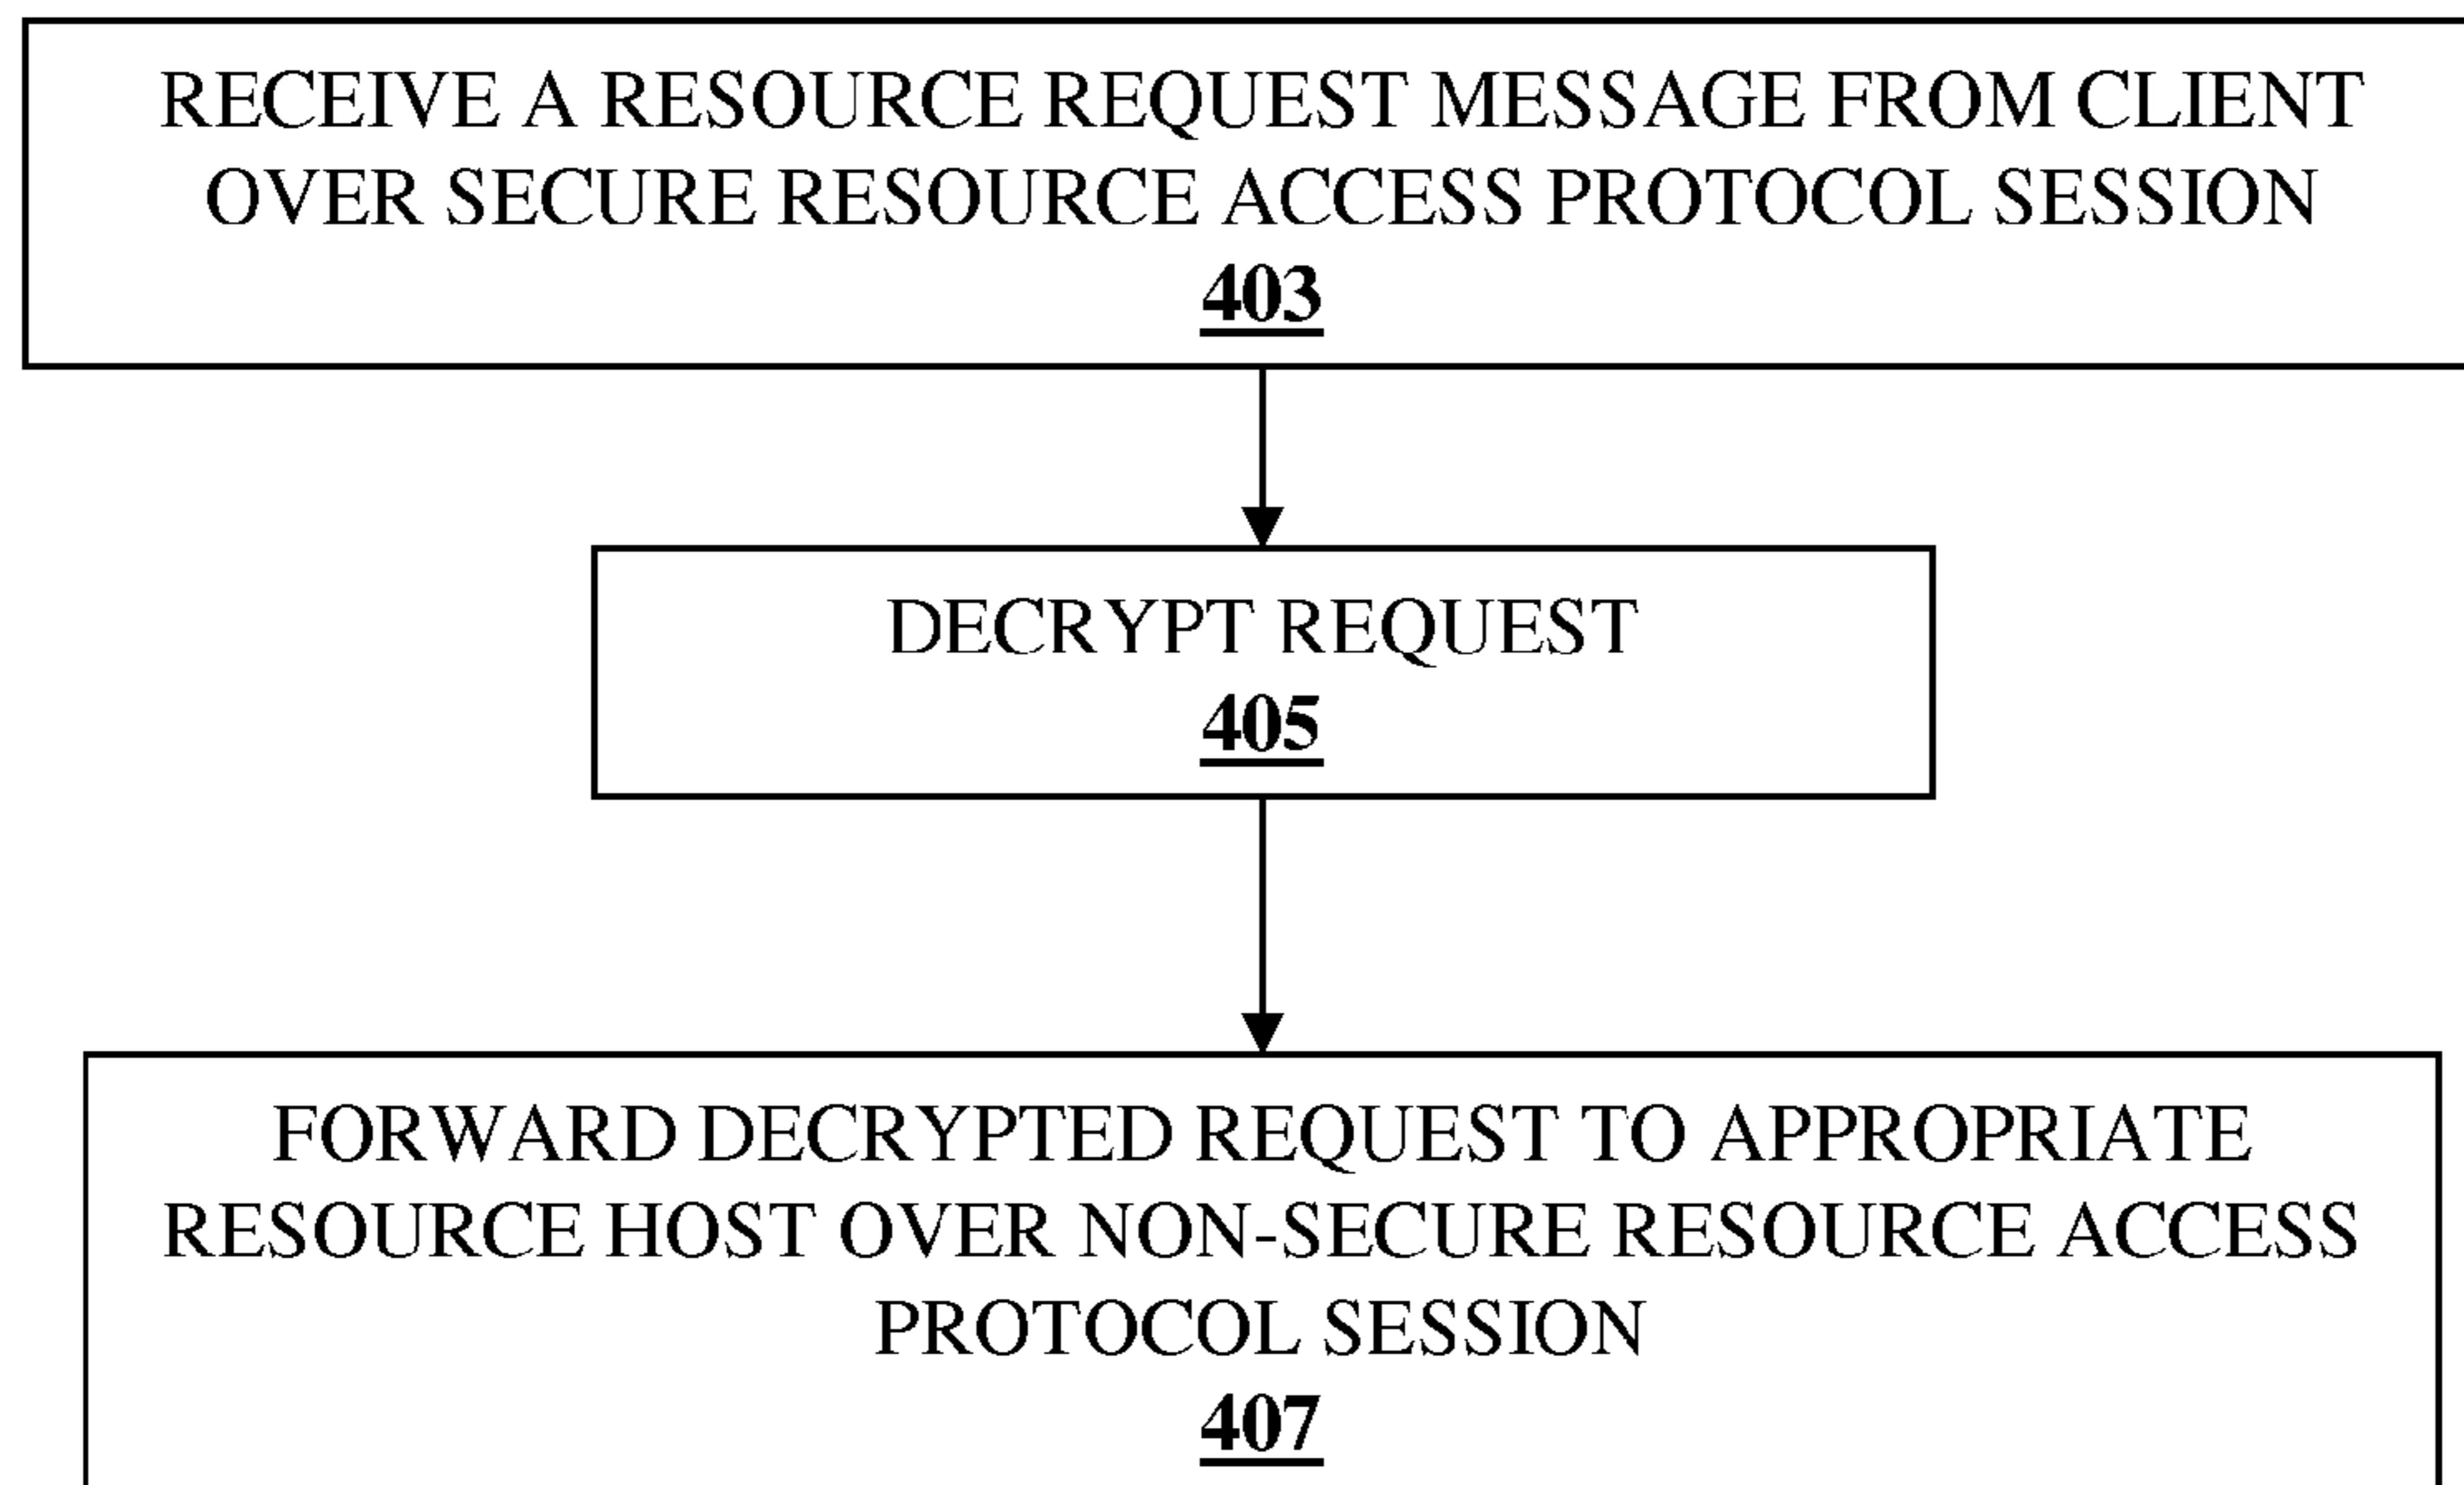 RECEIVE A RESOURCE REQUEST MESSAGE FROM CLIENT
OVER SECURE RESOURCE ACCESS PROTOCOL SESSION
403
DECRYPT REQUEST
405
FORWARD DECRYPTED REQUEST TO APPROPRIATE
RESOURCE HOST OVER NON-SECURE RESOURCE ACCESS
PROTOCOL SESSION
407